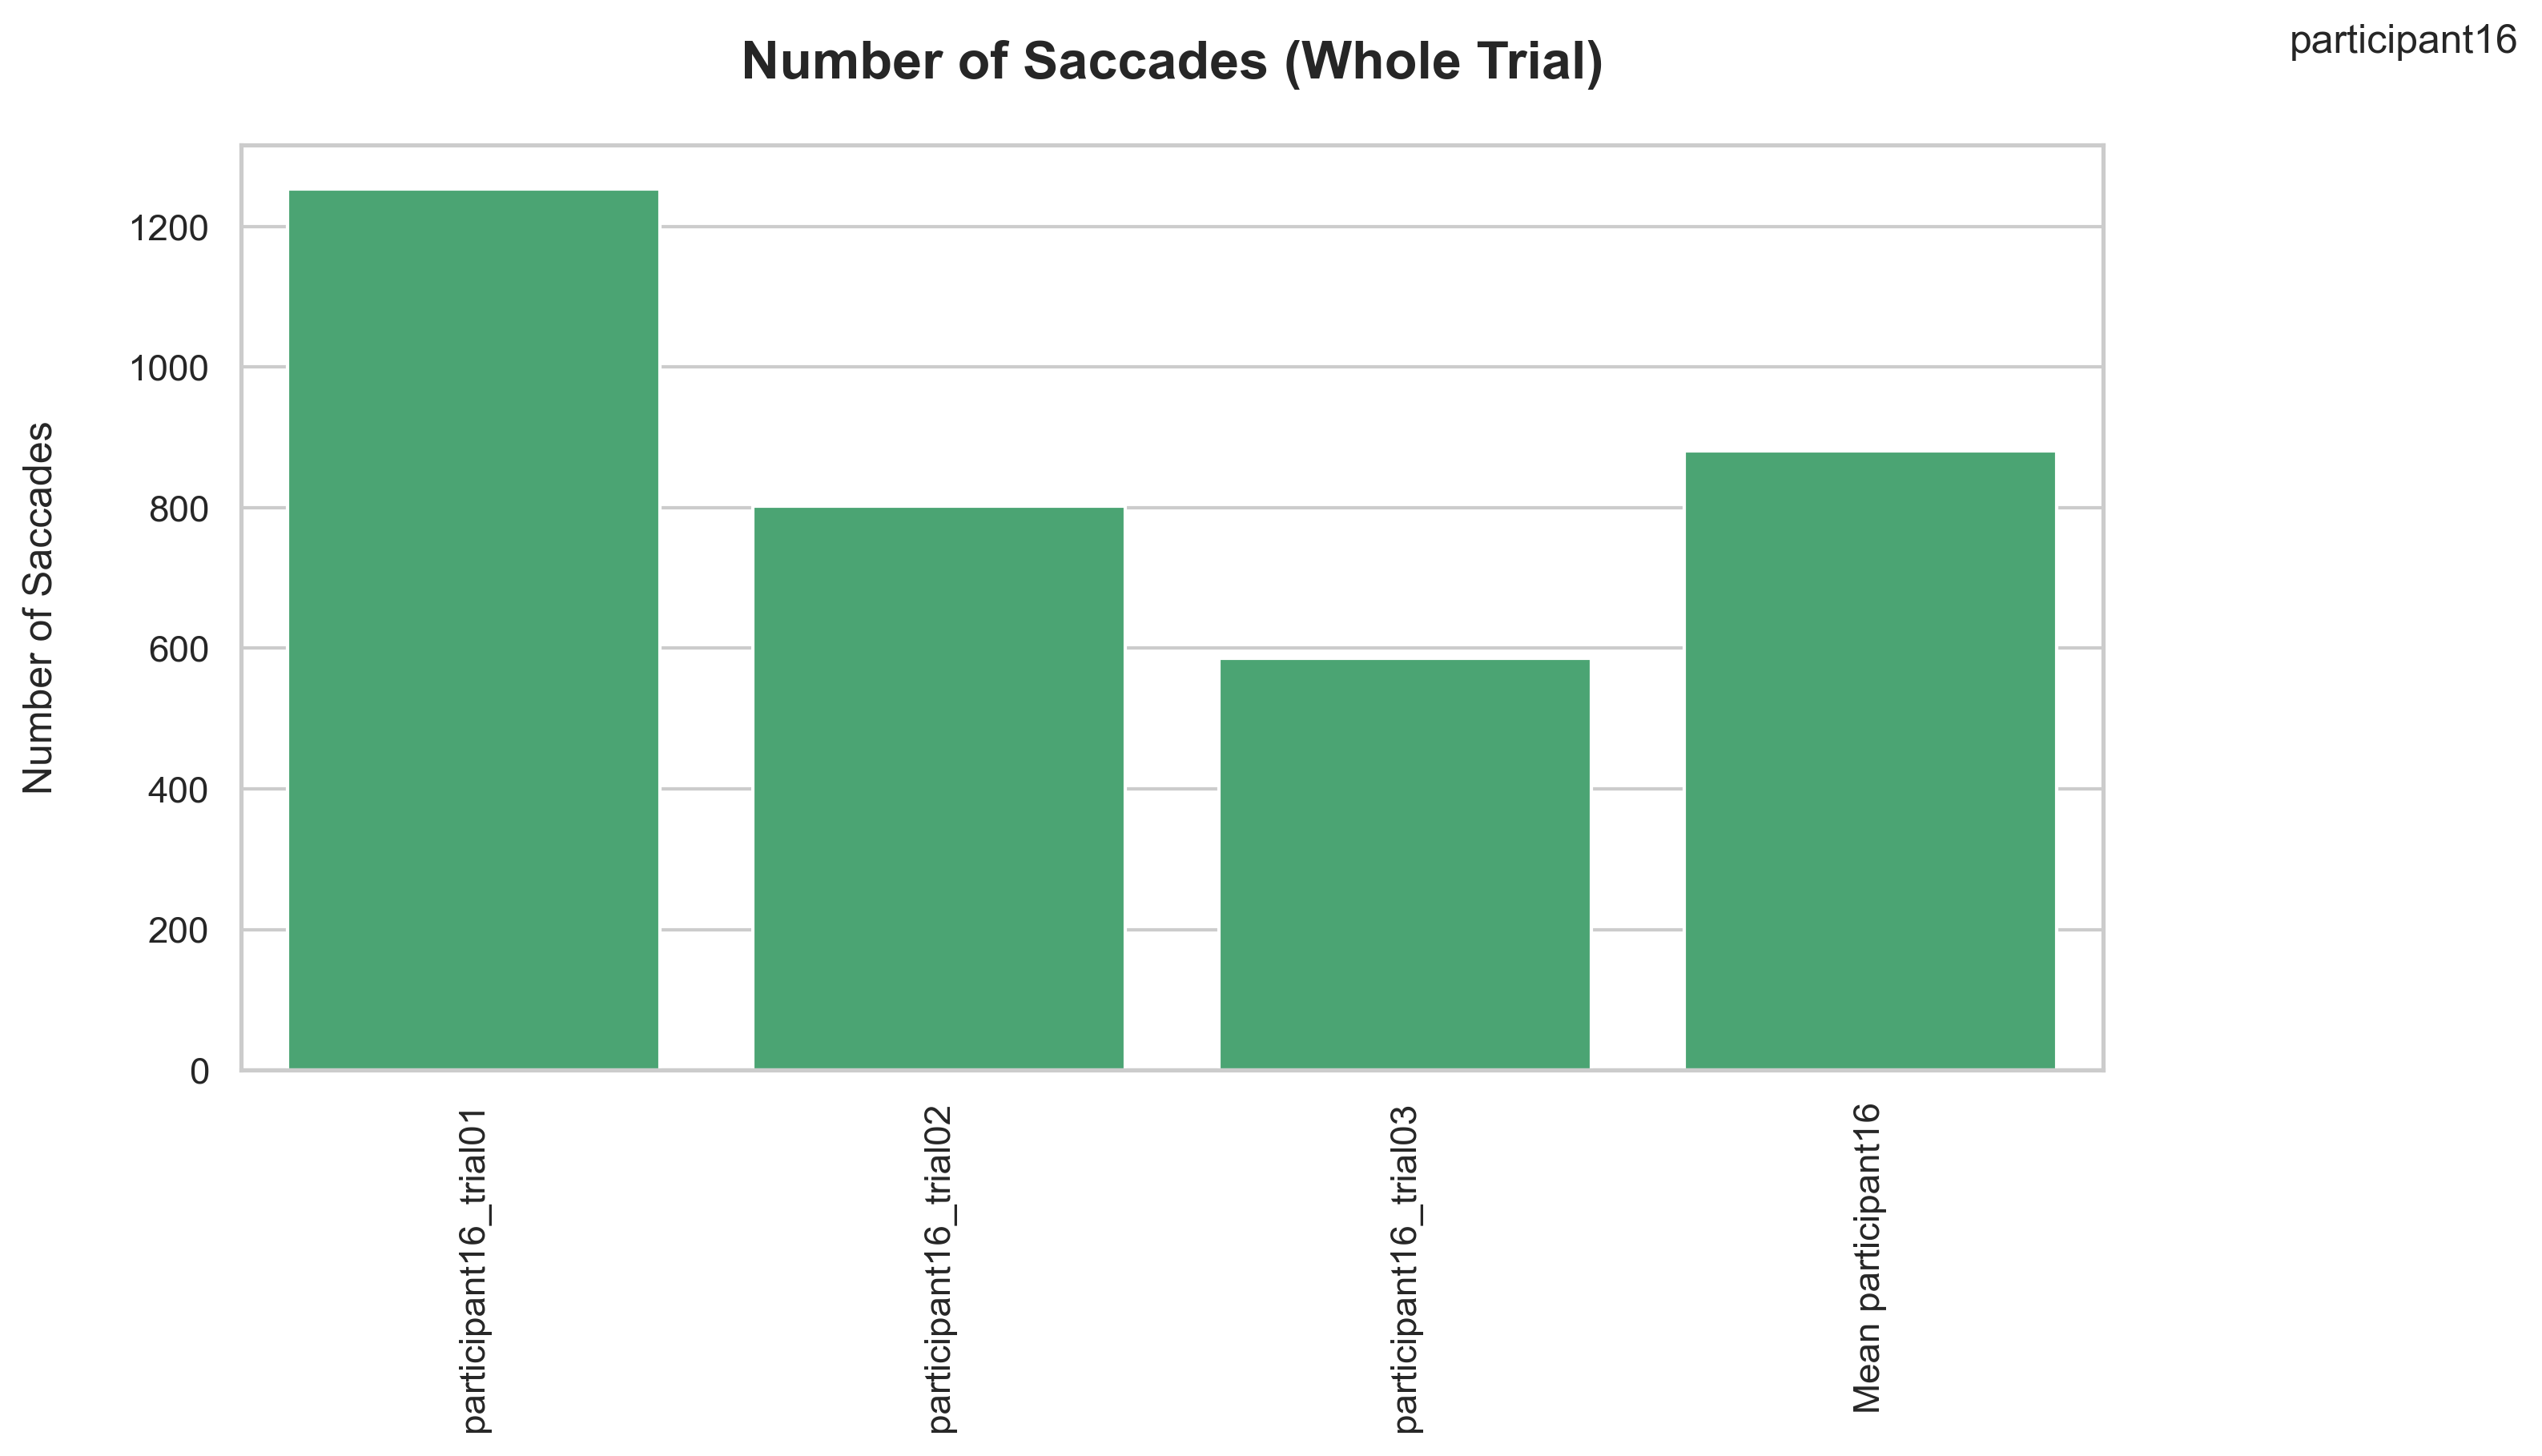 participant16
Number of Saccades (Whole Trial)
Number of Saccades
1200
1000
800
600
400
200
0
participant16_trial01
participant16_trial02
participant16_trial03
Mean participant16